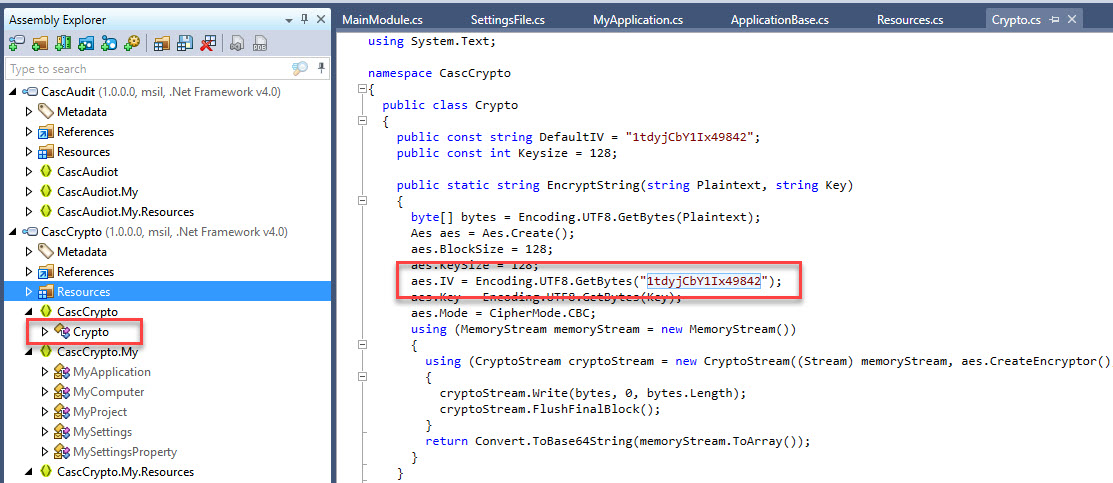 Assembly Explorer
Type to search
CascAudit (1.0.0.0, msil, .Net Framework v4.0)
Metadata
References
Resources
CascAudiot
CascAudiot.My
CascAudiot.My.Resources
CascCrypto (1.0.0.0, msil, .Net Framework v4.0)
Metadata
References
Resources
CascCrypto
Crypto
CascCrypto.My
MyApplication
MyComputer
MyProject
MySettings
MySettingsProperty
CascCrypto.My.Resources
MainModule.cs SettingsFile.cs MyApplication.cs ApplicationBase.cs Resources.cs Crypto.cs
using System.Text;
namespace CascCrypto
{
public class Crypto
{
public const string DefaultIV = "1tdyjCbY1Ix49842";
public const int Keysize = 128;
public static string EncryptString(string Plaintext, string Key)
{
byte[] bytes = Encoding.UTF8.GetBytes(Plaintext);
Aes aes = Aes.Create();
aes.BlockSize = 128;
aes.KeySize = 128;
aes.IV = Encoding.UTF8.GetBytes("1tdyjCbY1Ix49842");
aes.Key = Encoding.UTF8.GetBytes(Key);
aes.Mode = CipherMode.CBC;
using (MemoryStream memoryStream = new MemoryStream())
{
using (CryptoStream cryptoStream = new CryptoStream((Stream) memoryStream, aes.CreateEncryptor()
{
cryptoStream.Write(bytes, 0, bytes.Length);
cryptoStream.FlushFinalBlock();
}
return Convert.ToBase64String(memoryStream.ToArray());
}
}